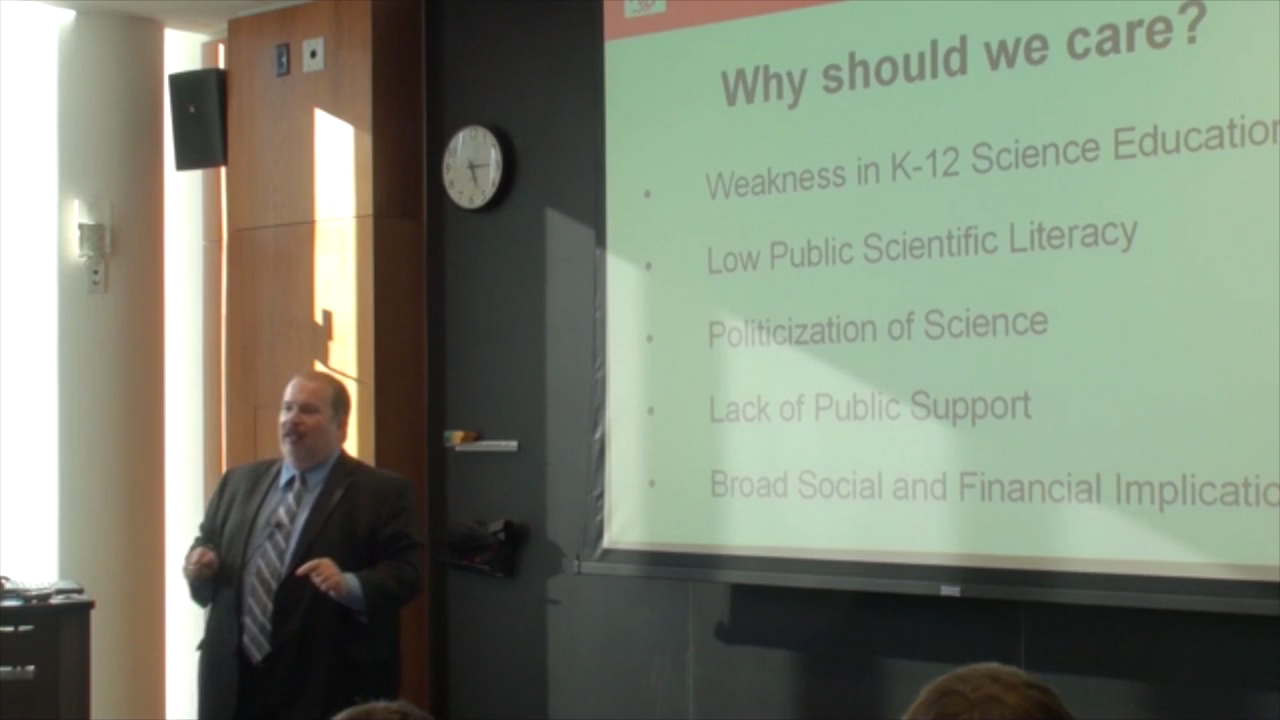 Why should we care?
• Weakness in K-12 Science Educatio
• Low Public Scientific Literacy
• Politicization of Science
• Lack of Public Support
• Broad Social and Financial Implicatio